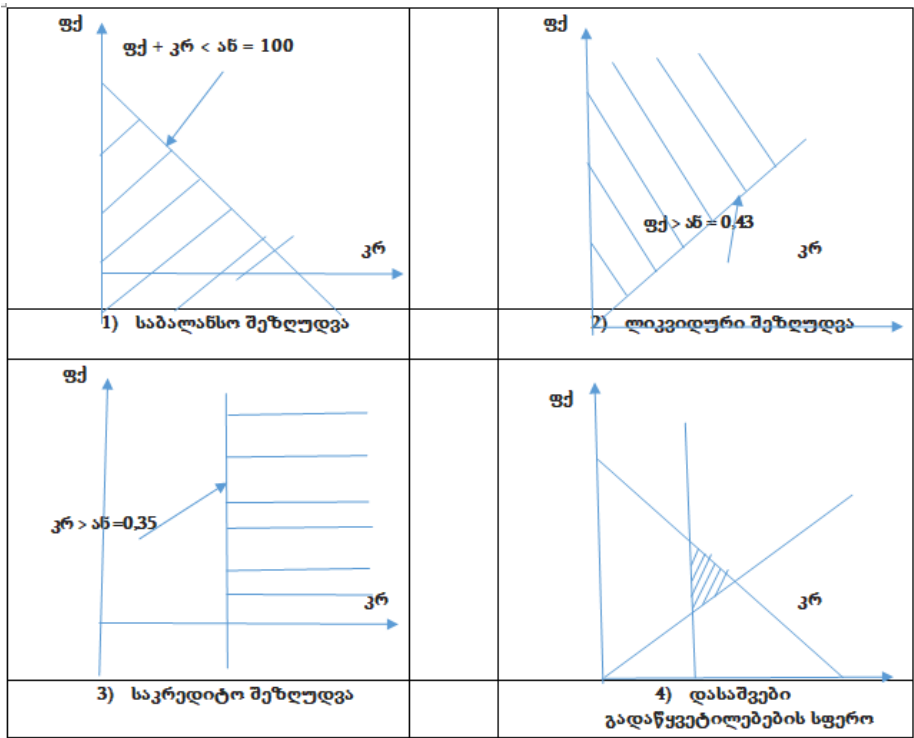 ფქ
ფქ + კრ < ან = 100
კრ
1) საბალანსო შეზღუდვა
ფქ
ფქ > ან = 0,43
კრ
2) ლიკვიდური შეზღუდვა
ფქ
კრ > ან =0,35
კრ
3) საკრედიტო შეზღუდვა
ფქ
კრ
4) დასაშვები
გადაწყვეტილებების სფერო